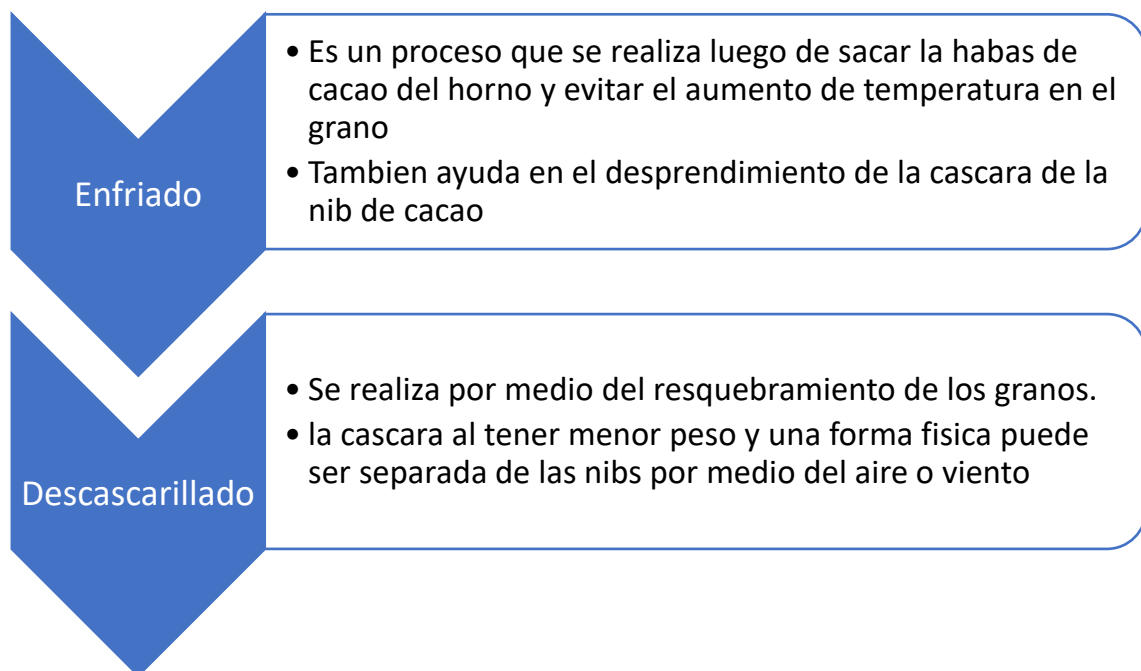 Enfriado
• Es un proceso que se realiza luego de sacar la habas de
cacao del horno y evitar el aumento de temperatura en el
grano
• Tambien ayuda en el desprendimiento de la cascara de la
nib de cacao
Descascarillado
• Se realiza por medio del resquebramiento de los granos.
• la cascara al tener menor peso y una forma fisica puede
ser separada de las nibs por medio del aire o viento